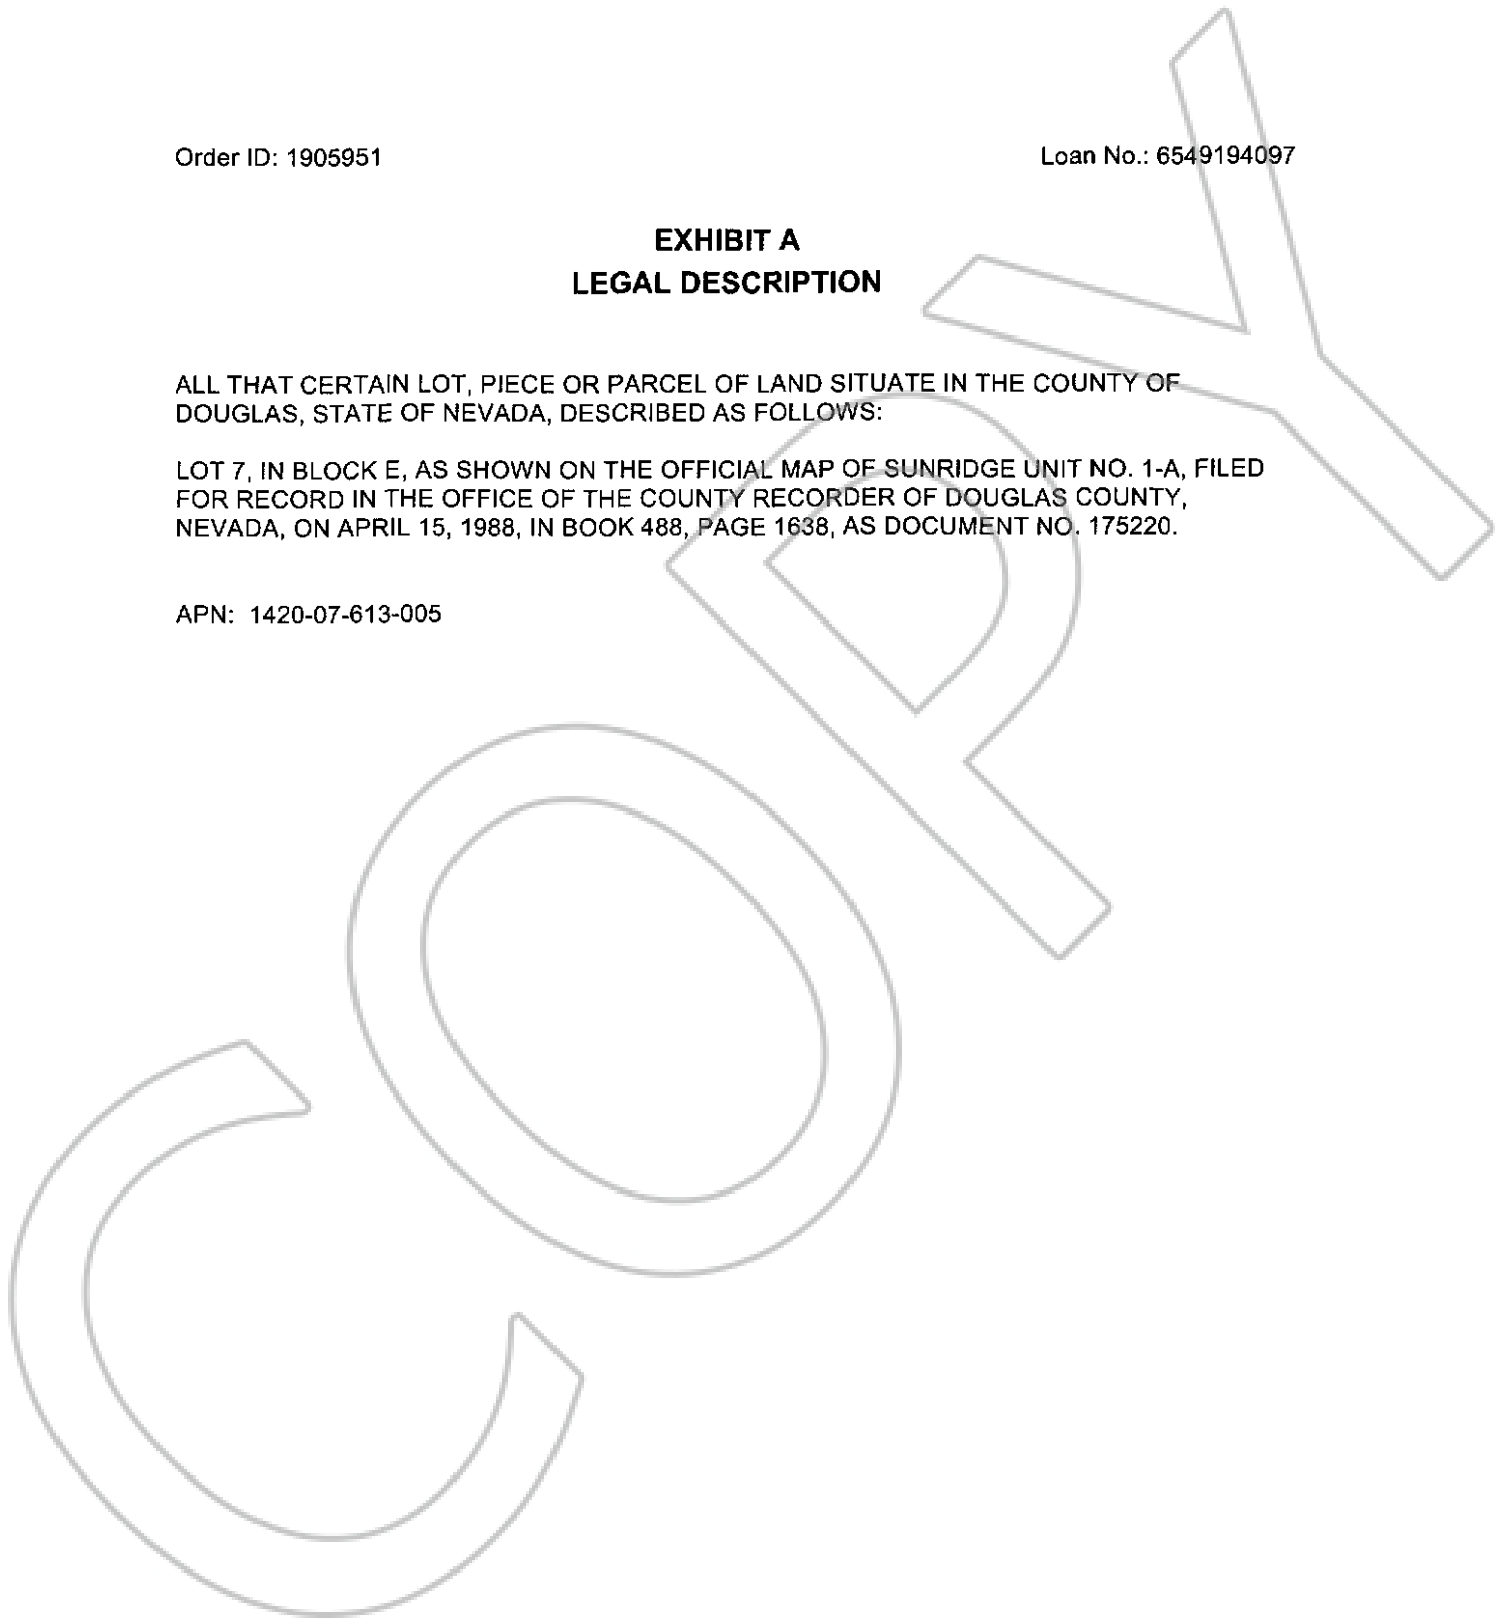 Order ID: 1905951
Loan No.: 6549194097
EXHIBIT A
LEGAL DESCRIPTION
ALL THAT CERTAIN LOT, PIECE OR PARCEL OF LAND SITUATE IN THE COUNTY OF
DOUGLAS, STATE OF NEVADA, DESCRIBED AS FOLLOWS:
LOT 7, IN BLOCK E, AS SHOWN ON THE OFFICIAL MAP OF SUNRIDGE UNIT NO. 1-A, FILED
FOR RECORD IN THE OFFICE OF THE COUNTY RECORDER OF DOUGLAS COUNTY,
NEVADA, ON APRIL 15, 1988, IN BOOK 488, PAGE 1638, AS DOCUMENT NO. 175220.
APN: 1420-07-613-005
COPY